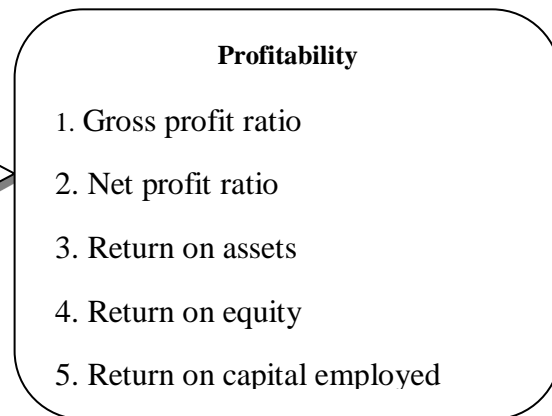 Profitability
1. Gross profit ratio
2. Net profit ratio
3. Return on assets
4. Return on equity
5. Return on capital employed